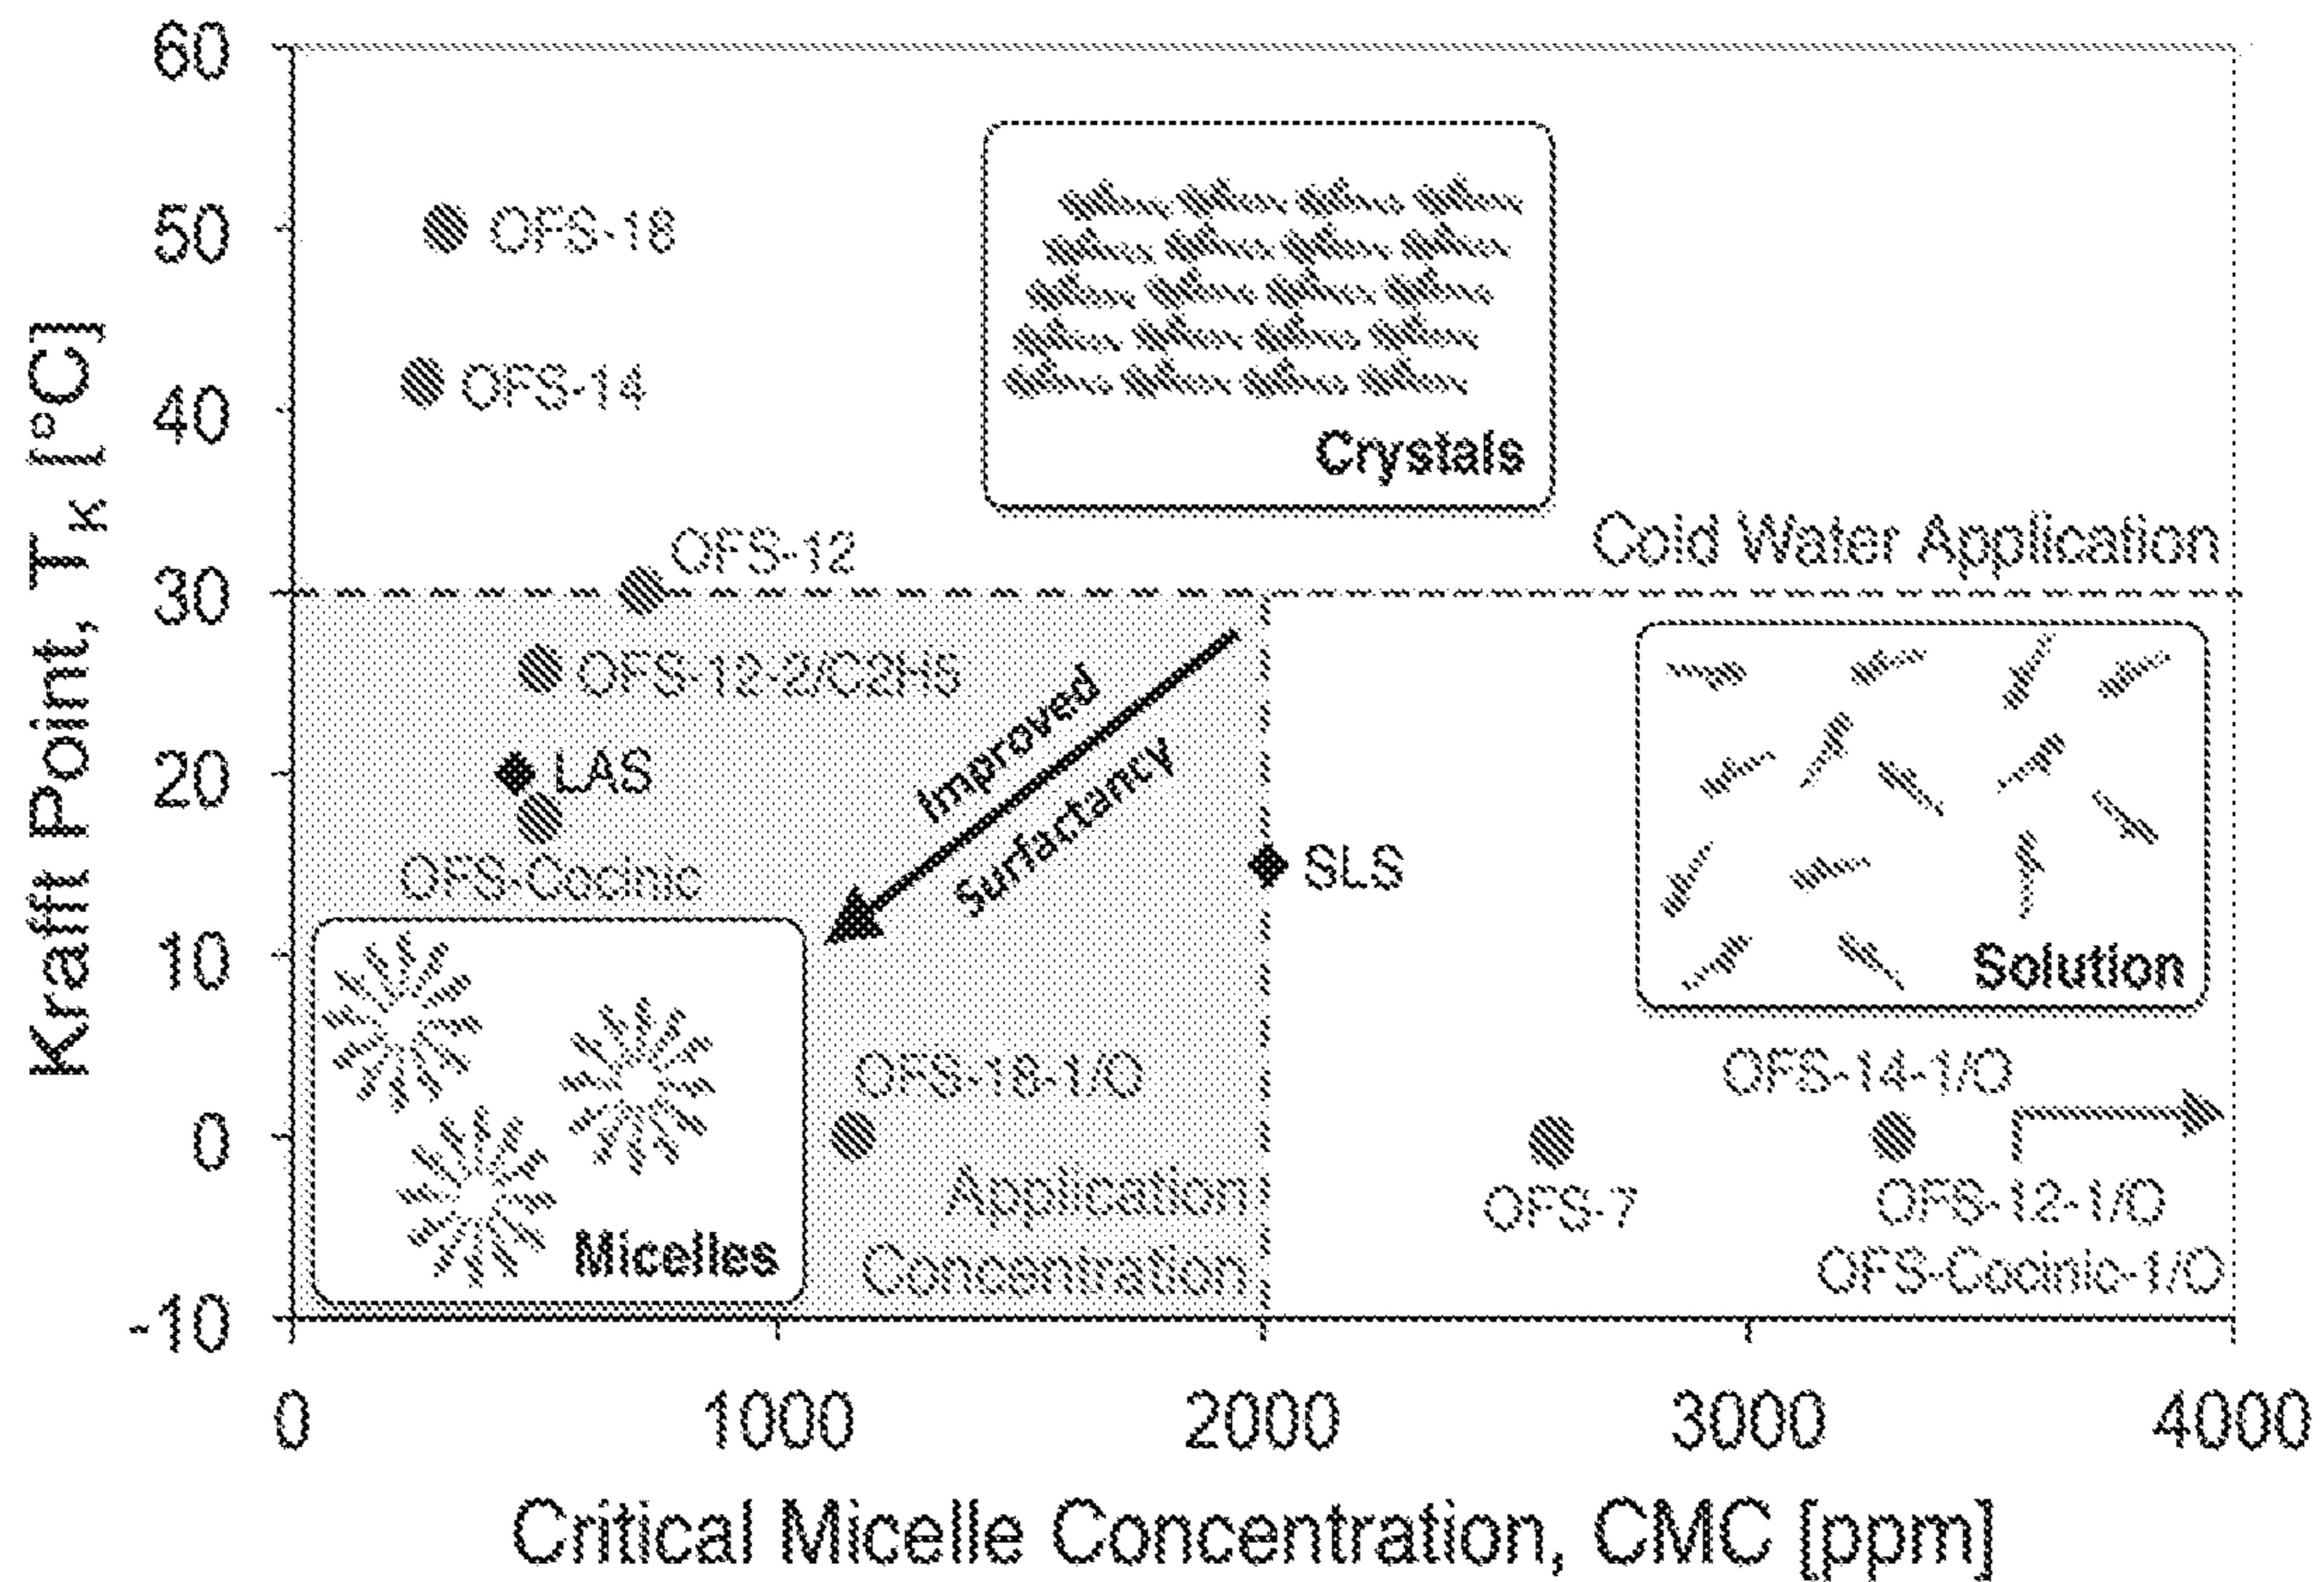 60
50
40
30
20
10
0
-10
Krafft Point, TK [°C]
OFS-18
OFS-14
Crystals
OFS-12
Cold Water Application
OFS-12-2/C2H5
LAS
OFS-Cocinic
Improved
Surfactancy
SLS
Solution
Micelles
OFS-18-1/O
Application
Concentration
OFS-14-1/O
OFS-7
OFS-12-1/O
OFS-Cocinic-1/O
0 1000 2000 3000 4000
Critical Micelle Concentration, CMC [ppm]